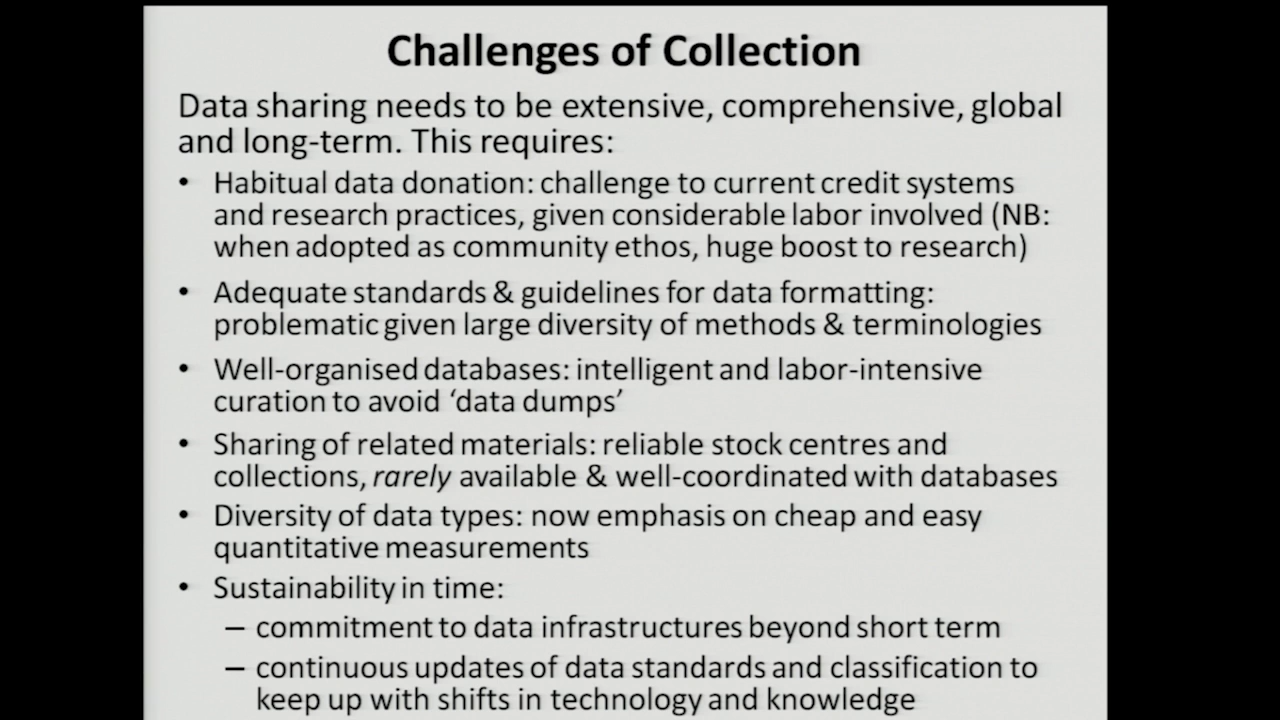 Challenges of Collection
Data sharing needs to be extensive, comprehensive, global
and long-term. This requires:
• Habitual data donation: challenge to current credit systems
and research practices, given considerable labor involved (NB:
when adopted as community ethos, huge boost to research)
• Adequate standards & guidelines for data formatting:
problematic given large diversity of methods & terminologies
• Well-organised databases: intelligent and labor-intensive
curation to avoid ‘data dumps’
• Sharing of related materials: reliable stock centres and
collections, rarely available & well-coordinated with databases
• Diversity of data types: now emphasis on cheap and easy
quantitative measurements
• Sustainability in time:
– commitment to data infrastructures beyond short term
– continuous updates of data standards and classification to
keep up with shifts in technology and knowledge